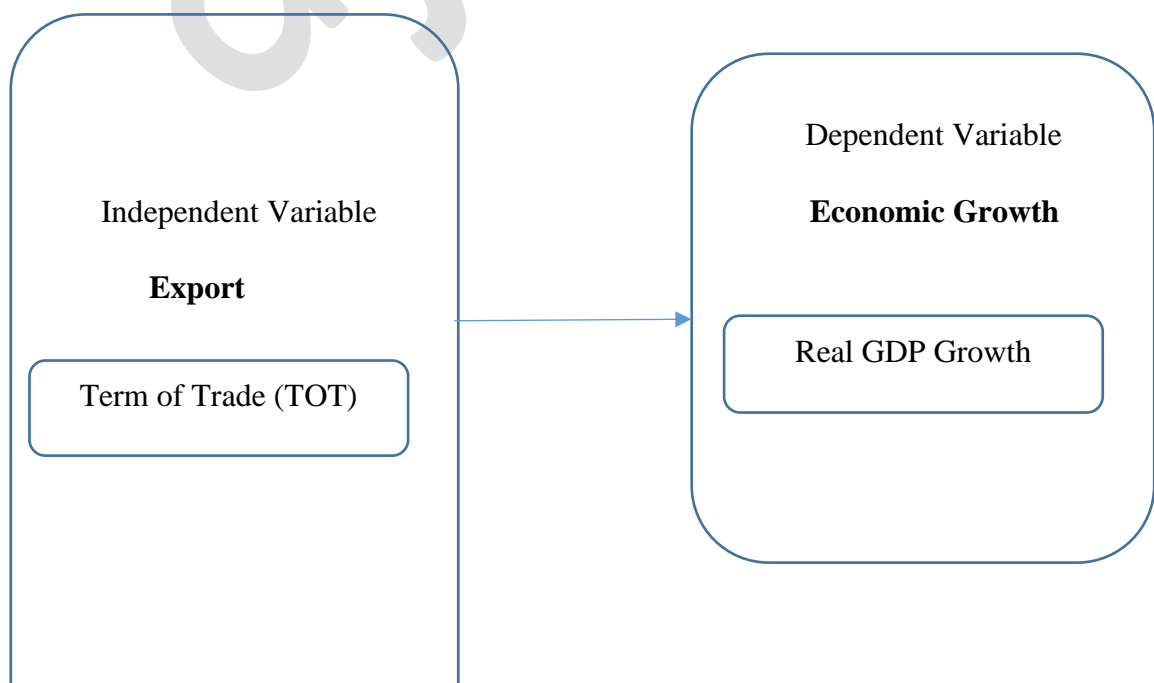 Independent Variable
Export
Term of Trade (TOT)
Dependent Variable
Economic Growth
Real GDP Growth